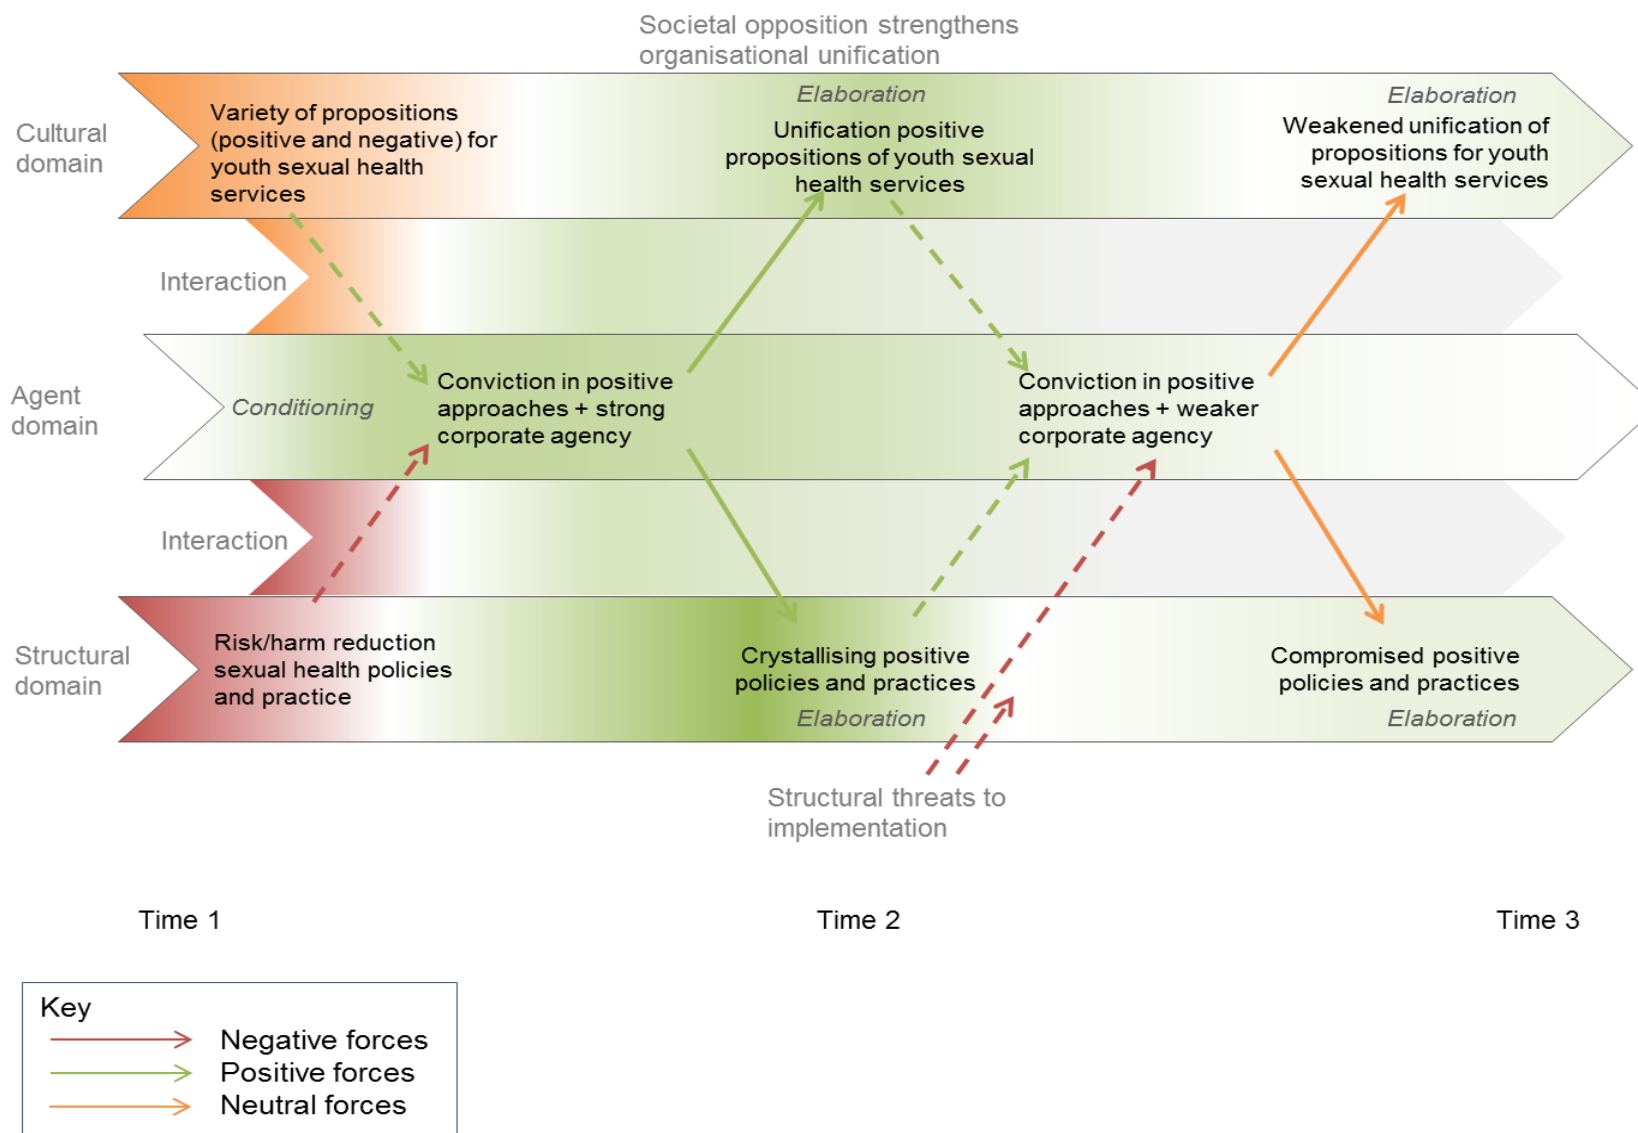 Societal opposition strengthens
organisational unification
Cultural
domain
Variety of propositions
(positive and negative) for
youth sexual health
services
Elaboration
Unification positive
propositions of youth sexual
health services
Elaboration
Weakened unification of
propositions for youth
sexual health services
Interaction
Agent
domain
Conditioning
Conviction in positive
approaches + strong
corporate agency
Conviction in positive
approaches + weaker
corporate agency
Interaction
Structural
domain
Risk/harm reduction
sexual health policies
and practice
Crystallising positive
policies and practices
Elaboration
Compromised positive
policies and practices
Elaboration
Structural threats to
implementation
Time 1
Time 2
Time 3
Key
Negative forces
Positive forces
Neutral forces